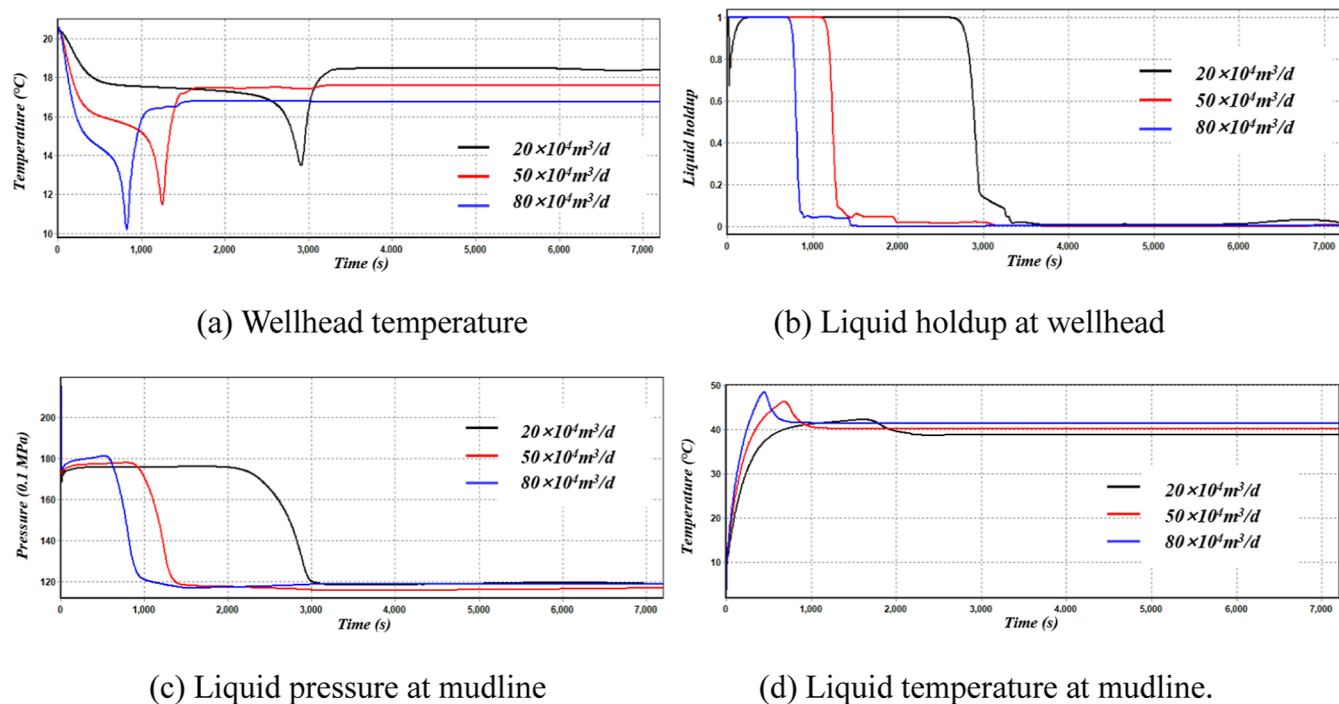 Temperature (°C)
20
18
16
14
12
10
20×10⁴m³/d
50×10⁴m³/d
80×10⁴m³/d
0 1,000 2,000 3,000 4,000 5,000 6,000 7,000
Time (s)
(a) Wellhead temperature
Liquid holdup
1
0.8
0.6
0.4
0.2
0
20×10⁴m³/d
50×10⁴m³/d
80×10⁴m³/d
0 1,000 2,000 3,000 4,000 5,000 6,000 7,000
Time (s)
(b) Liquid holdup at wellhead
Pressure (0.1 MPa)
200
180
160
140
120
20×10⁴m³/d
50×10⁴m³/d
80×10⁴m³/d
0 1,000 2,000 3,000 4,000 5,000 6,000 7,000
Time (s)
(c) Liquid pressure at mudline
Temperature (°C)
50
40
30
20
10
20×10⁴m³/d
50×10⁴m³/d
80×10⁴m³/d
0 1,000 2,000 3,000 4,000 5,000 6,000 7,000
Time (s)
(d) Liquid temperature at mudline.